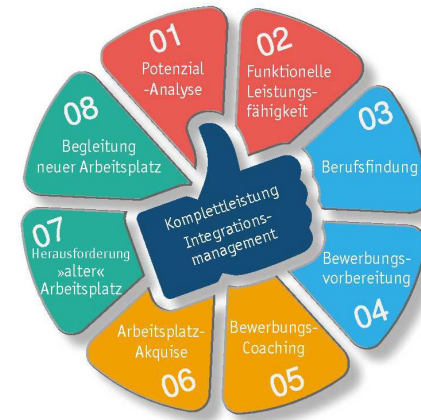 01
Potenzial
-Analyse
02
Funktionelle
Leistungs-
fähigkeit
03
Berufsfindung
Bewerbungs-
vorbereitung
04
Bewerbungs-
Coaching
05
Arbeitsplatz-
Akquise
06
07
Herausforderung
»alter«
Arbeitsplatz
08
Begleitung
neuer Arbeitsplatz
Komplettleistung
Integrations-
management